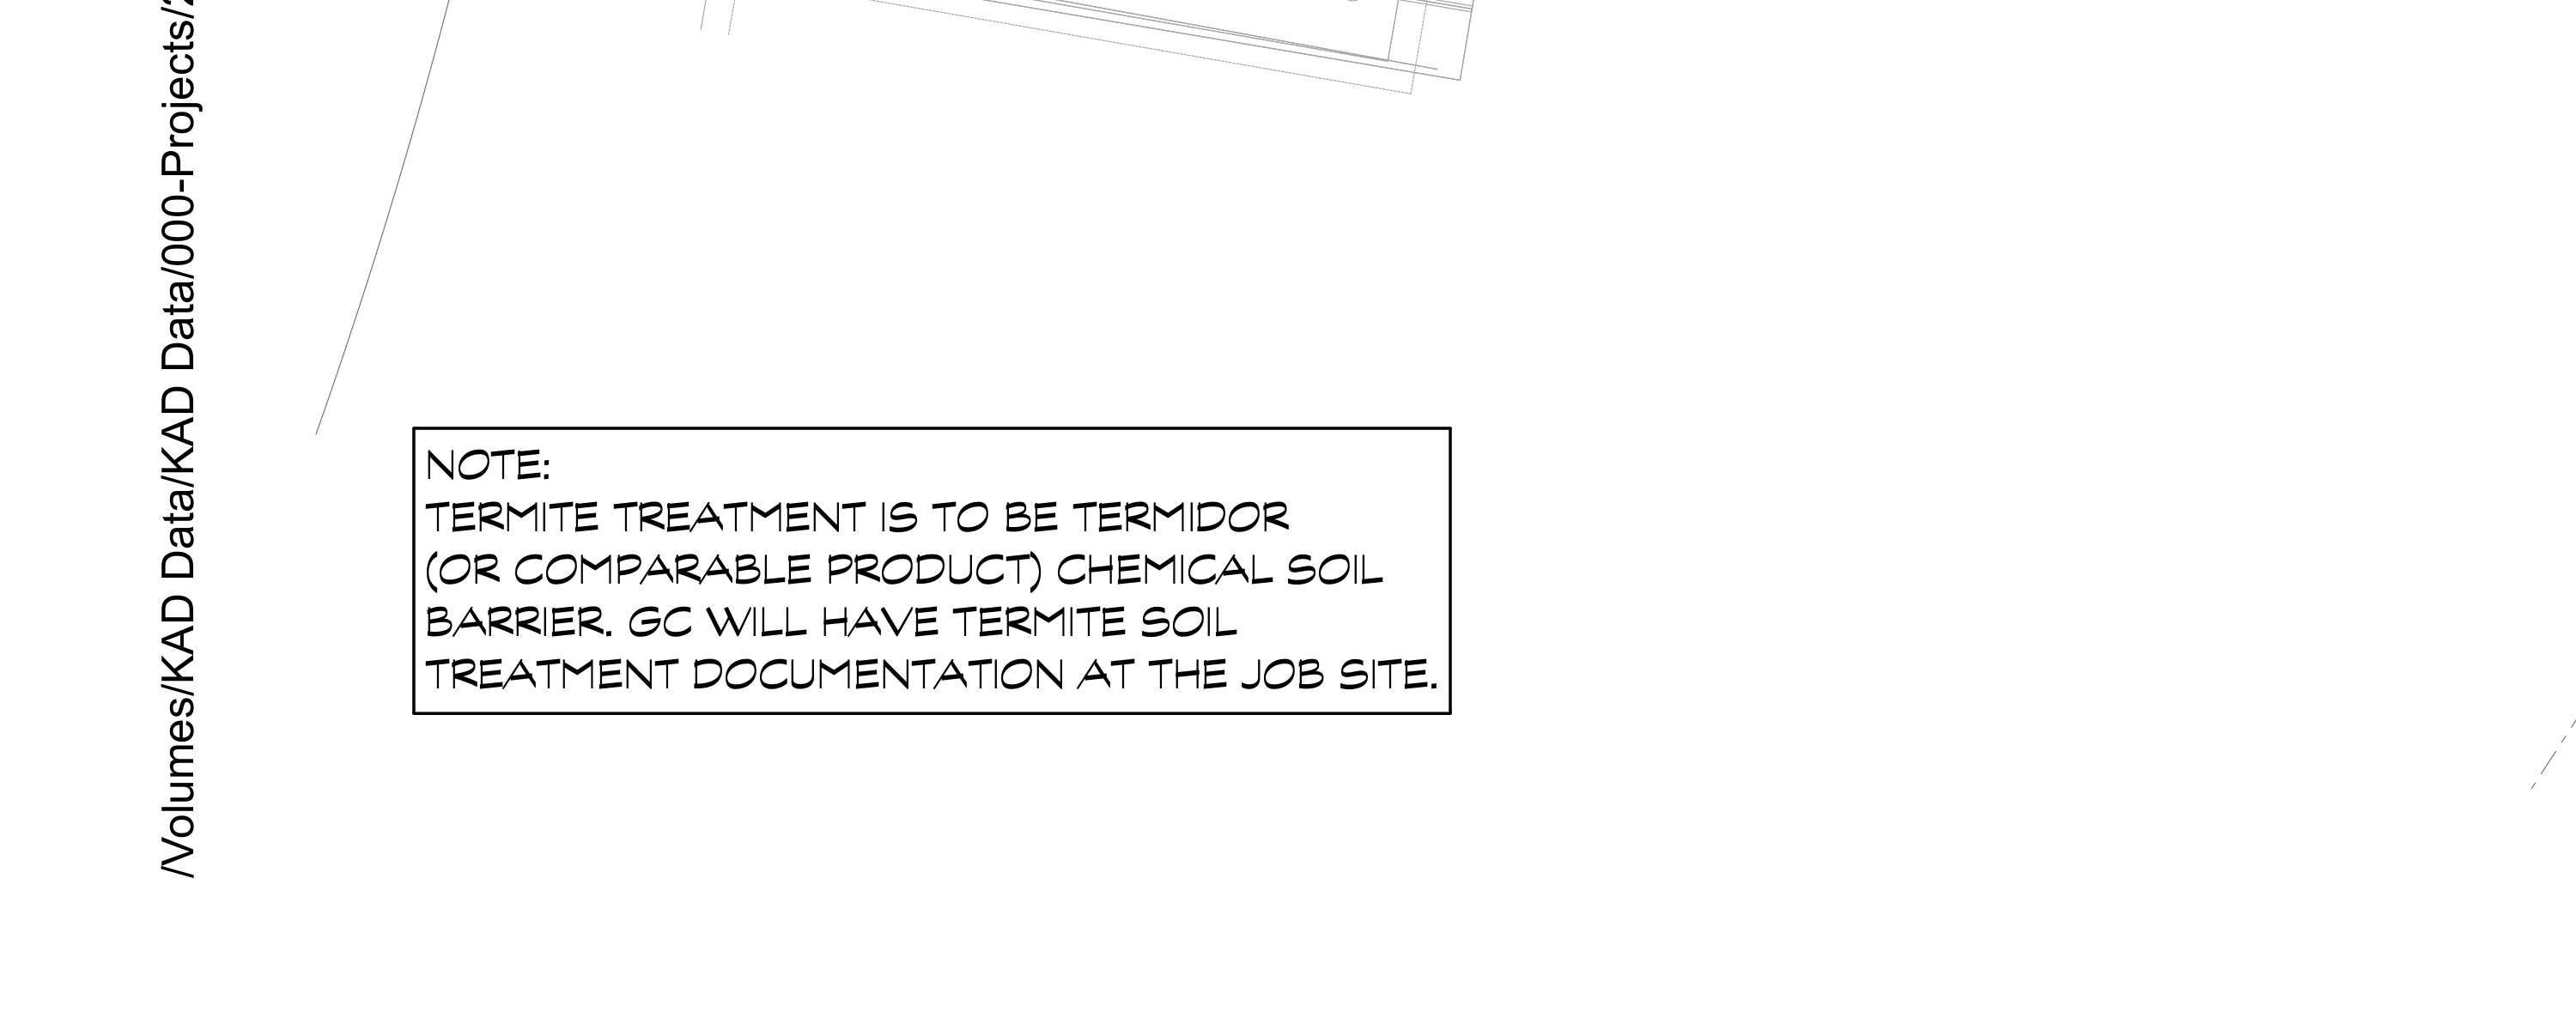 /Volumes/KAD Data/KAD Data/000-Projects/
NOTE:
TERMITE TREATMENT IS TO BE TERMIDOR
(OR COMPARABLE PRODUCT) CHEMICAL SOIL
BARRIER. GC WILL HAVE TERMITE SOIL
TREATMENT DOCUMENTATION AT THE JOB SITE.